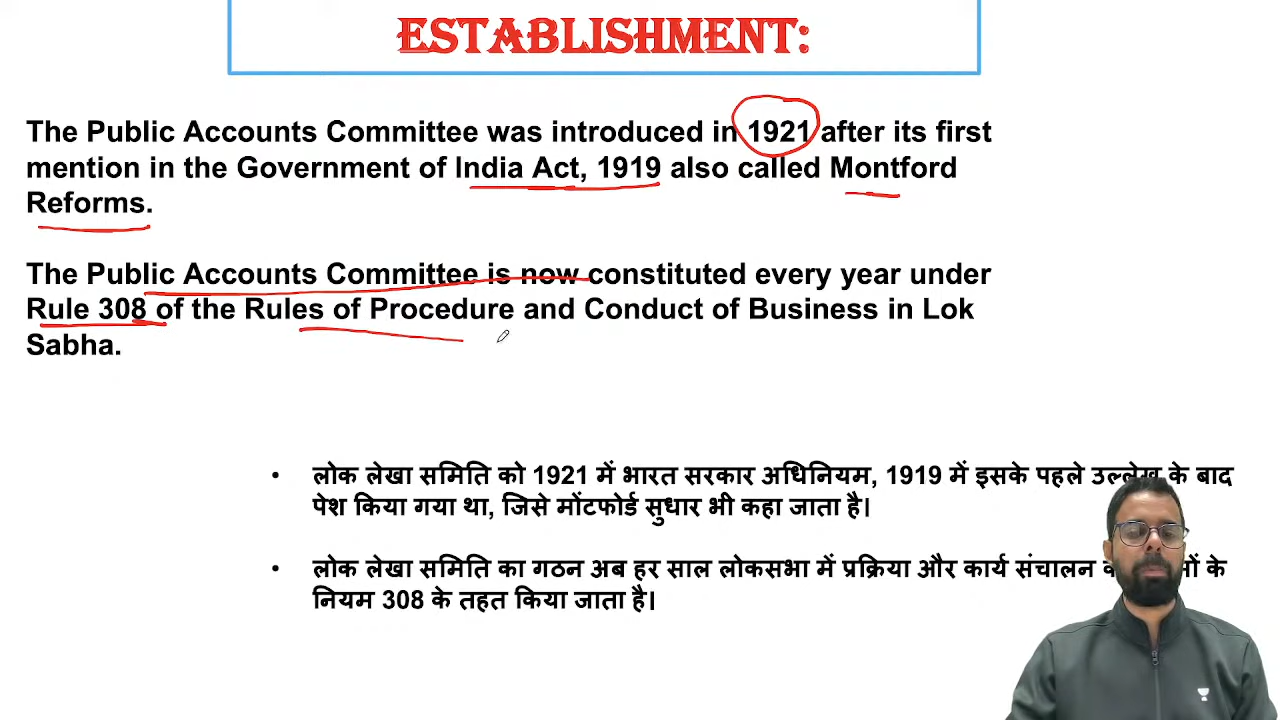 ESTABLISHMENT:
The Public Accounts Committee was introduced in 1921 after its first
mention in the Government of India Act, 1919 also called Montford
Reforms.
The Public Accounts Committee is now constituted every year under
Rule 308 of the Rules of Procedure and Conduct of Business in Lok
Sabha.
• लोक लेखा समिति को 1921 में भारत सरकार अधिनियम, 1919 में इसके पहले उल्लेख के बाद
पेश किया गया था, जिसे मोंटफोर्ड सुधार भी कहा जाता है।
• लोक लेखा समिति का गठन अब हर साल लोकसभा में प्रक्रिया और कार्य संचालन के
नियम 308 के तहत किया जाता है।